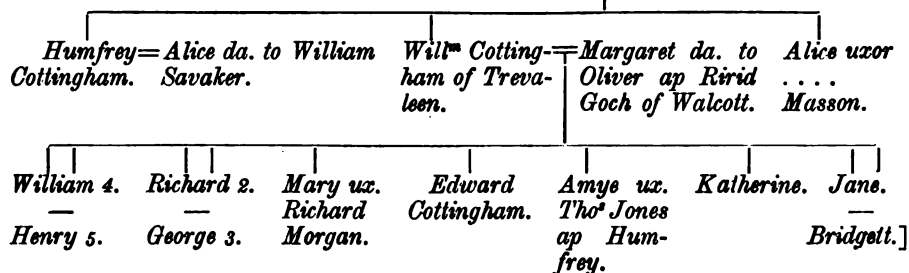 Humfrey=Alice da. to William
Cottingham. Savaker.
Will^m Cotting-=Margaret da. to
ham of Treva- Oliver ap Ririd
leen. Goch of Walcott.
Alice uxor
. . . .
Masson.
William 4.
—
Henry 5.
Richard 2.
—
George 3.
Mary ux.
Richard
Morgan.
Edward
Cottingham.
Amye ux.
Tho^s Jones
ap Hum-
frey.
Katherine.
Jane.
—
Bridgett.]